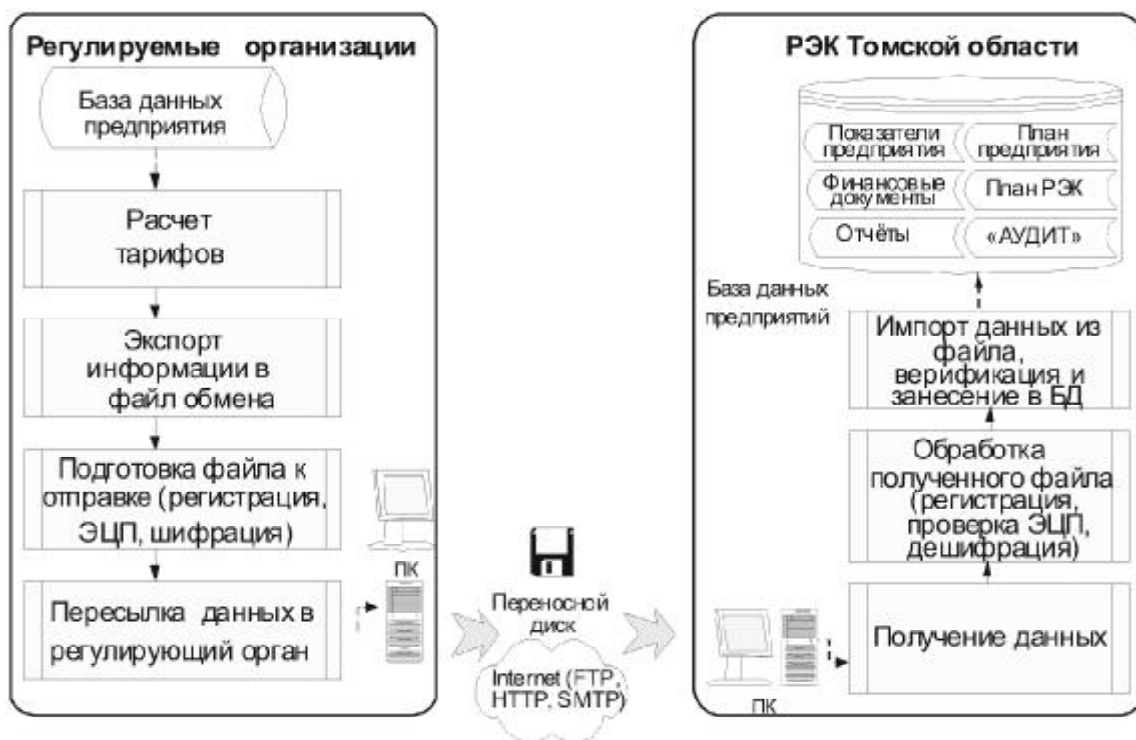 Регулируемые организации
База данных
предприятия
Расчет
тарифов
Экспорт
информации в
файл обмена
Подготовка файла к
отправке (регистрация,
ЭЦП, шифрация)
ПК
Пересылка данных в
регулирующий орган
Переносной
диск
Internet (FTP,
HTTP, SMTP)
РЭК Томской области
Показатели
предприятия
План
предприятия
Финансовые
документы
План РЭК
Отчёты
«АУДИТ»
База данных
предприятий
Импорт данных из
файла,
верификация и
занесение в БД
Обработка
полученного файла
(регистрация,
проверка ЭЦП,
дешифрация)
Получение данных
ПК